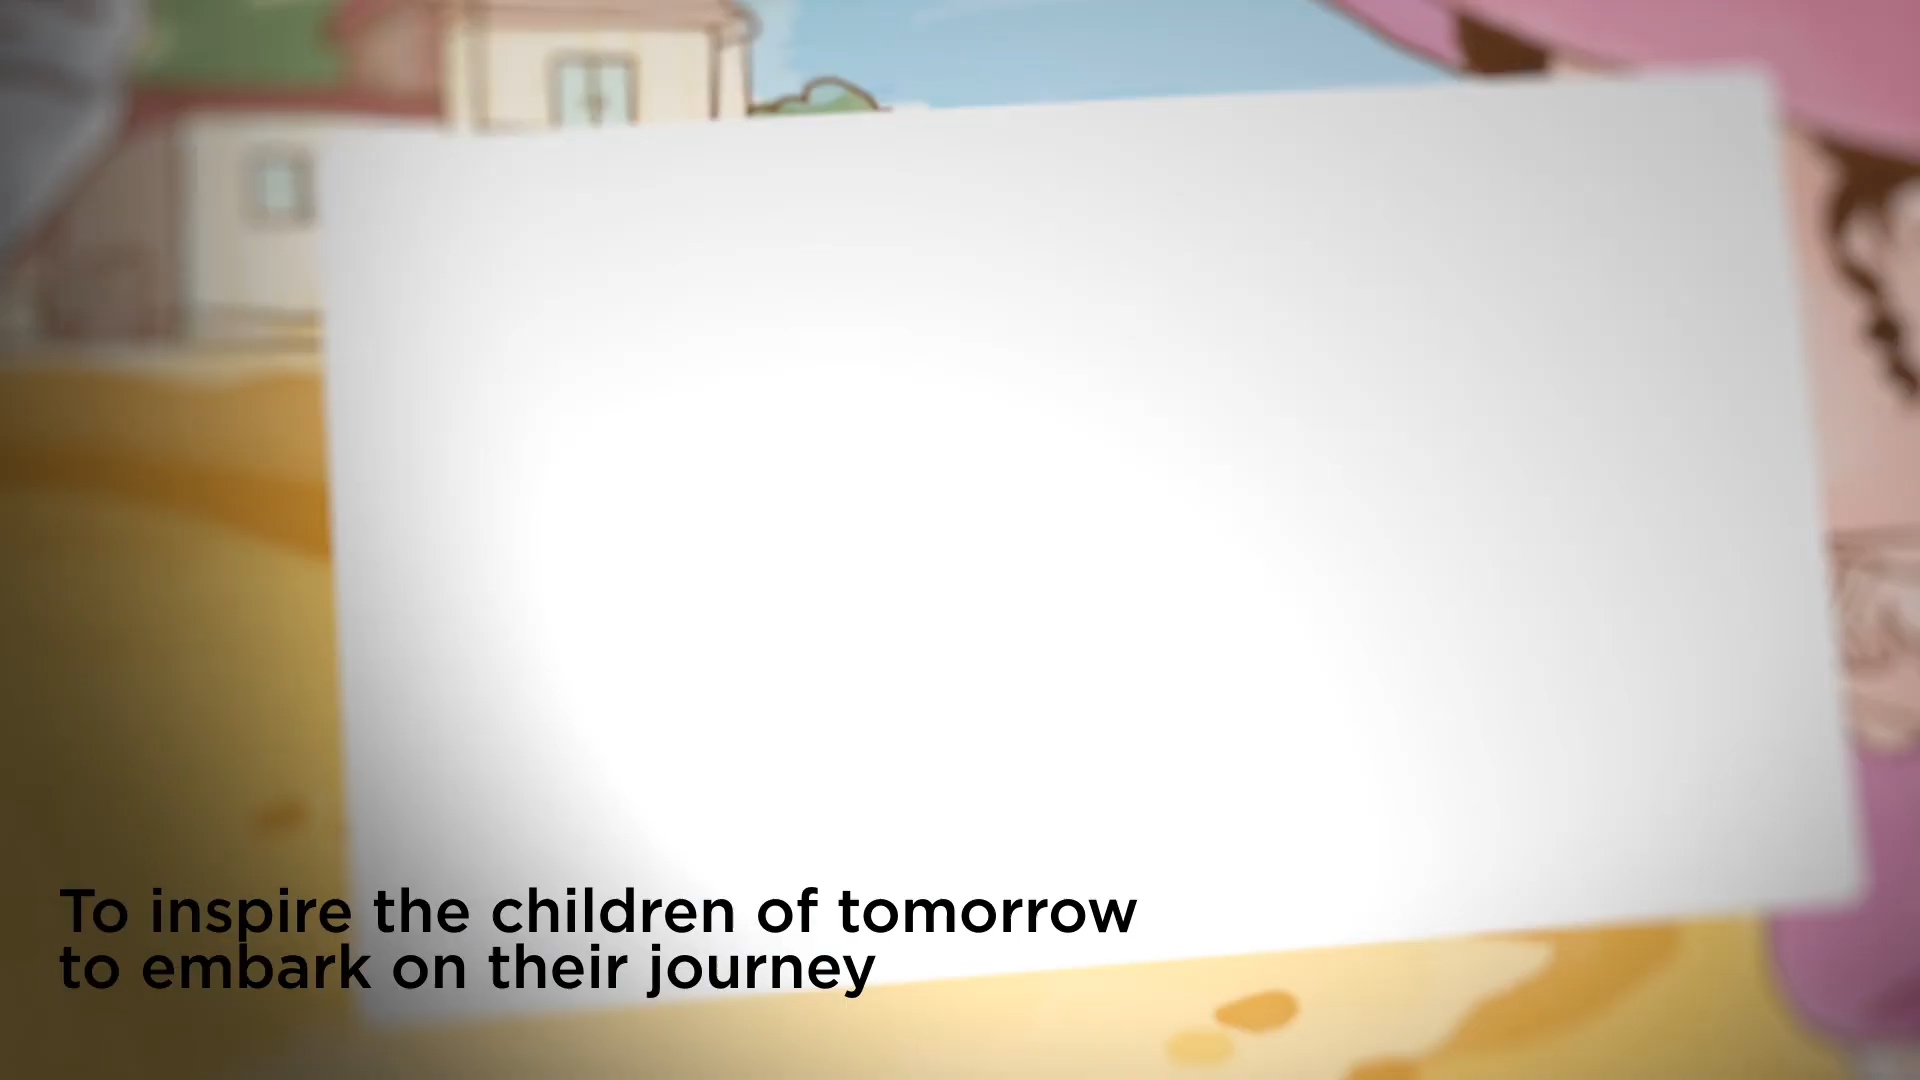 To inspire the children of tomorrow
to embark on their journey